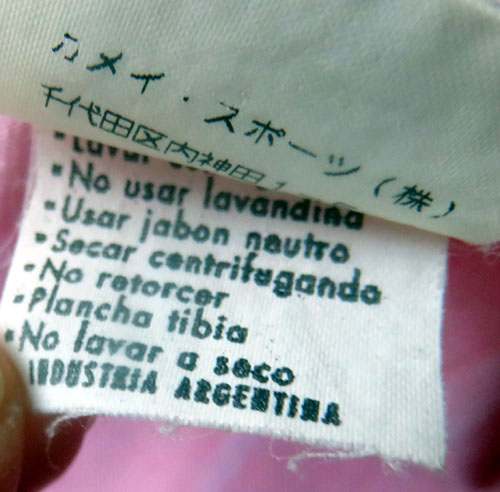 カメイ・スポーツ(株)
千代田区内神田
Lavar
• No usar lavandina
• Usar jabon neutro
• Secar centrifugando
• No retorcer
• Plancha tibia
• No lavar a seco
INDUSTRIA ARGENTINA